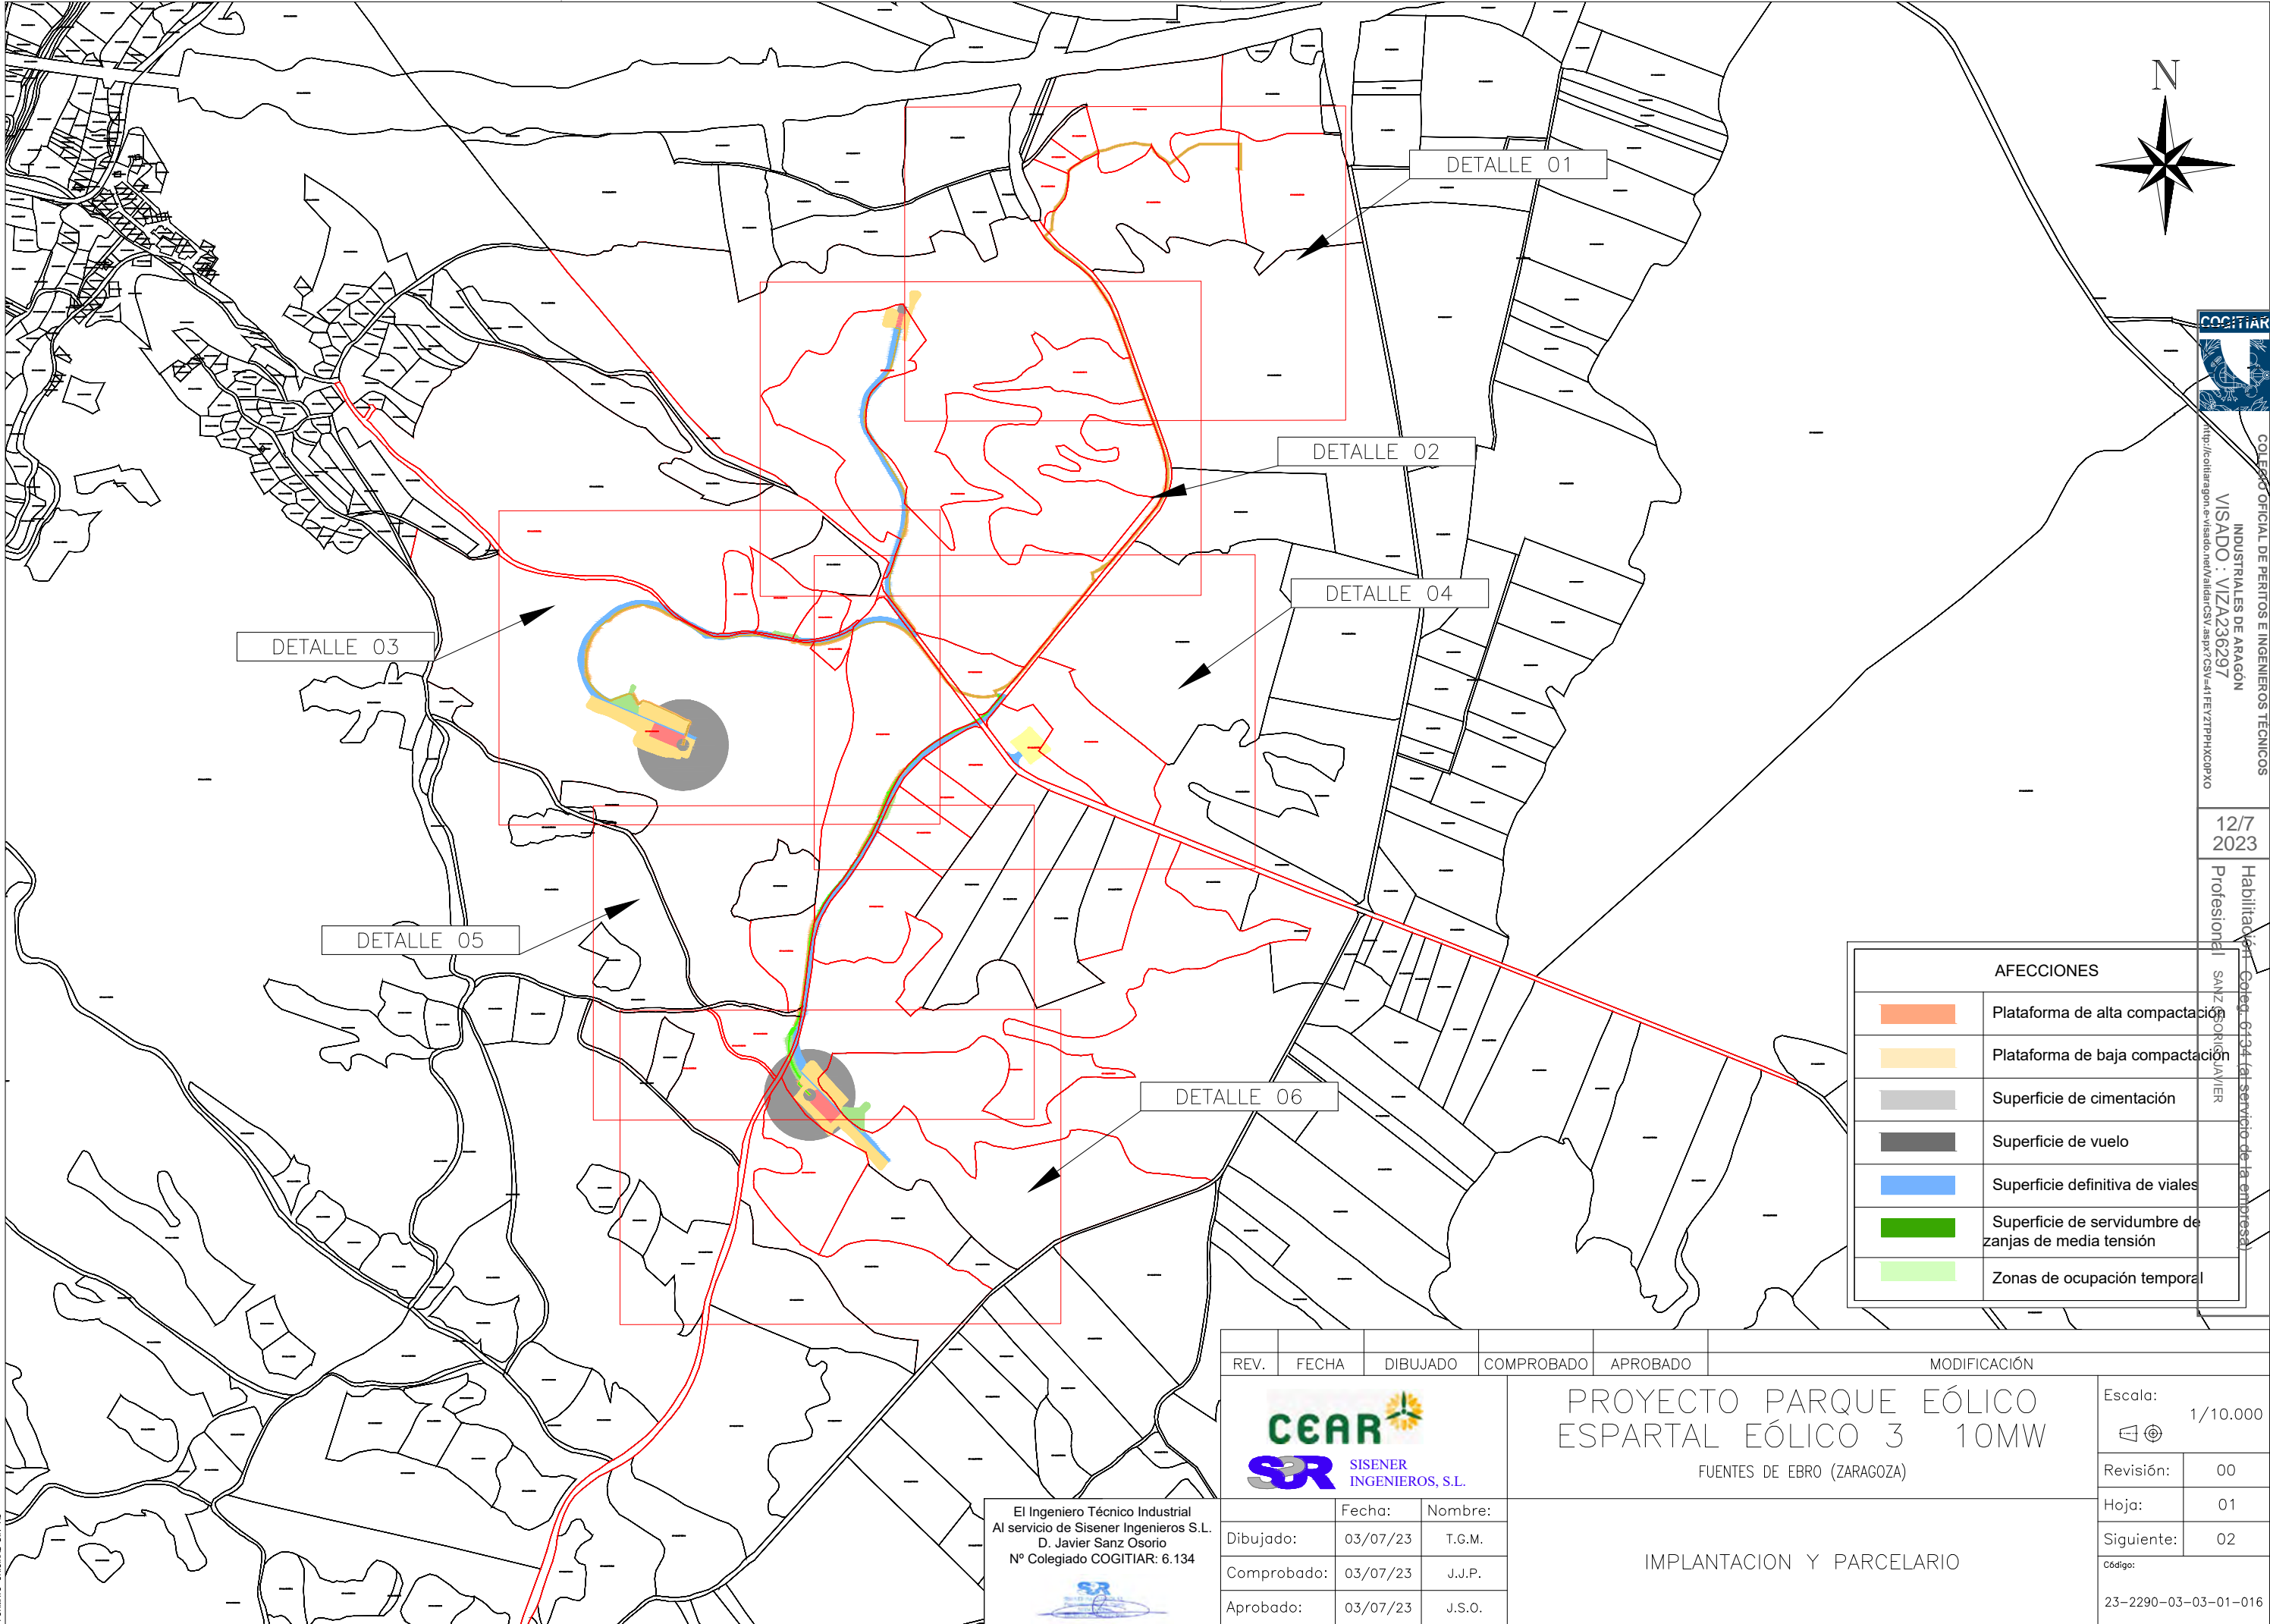 N
DETALLE 01
DETALLE 02
DETALLE 04
DETALLE 03
DETALLE 05
DETALLE 06
COGITIAR
COLEGIO OFICIAL DE PERITOS E INGENIEROS TÉCNICOS
INDUSTRIALES DE ARAGÓN
VISADO : VIZA236297
http://coitiaragon.e-visado.net/ValidarCSV.aspx?CSV=41FEY2TPPHXC0PXO
12/7
2023
Habilitación Coleg. 6134 (al servicio de la empresa)
Profesional SANZ OSORIO, JAVIER
AFECCIONES
Plataforma de alta compactación
Plataforma de baja compactación
Superficie de cimentación
Superficie de vuelo
Superficie definitiva de viales
Superficie de servidumbre de
zanjas de media tensión
Zonas de ocupación temporal
REV. FECHA DIBUJADO COMPROBADO APROBADO MODIFICACIÓN
CEAR
SISENER
INGENIEROS, S.L.
PROYECTO PARQUE EÓLICO
ESPARTAL EÓLICO 3 10MW
FUENTES DE EBRO (ZARAGOZA)
Escala:
1/10.000
Revisión: 00
Hoja: 01
Siguiente: 02
Código:
23-2290-03-03-01-016
El Ingeniero Técnico Industrial
Al servicio de Sisener Ingenieros S.L.
D. Javier Sanz Osorio
Nº Colegiado COGITIAR: 6.134
Fecha: Nombre:
Dibujado: 03/07/23 T.G.M.
Comprobado: 03/07/23 J.J.P.
Aprobado: 03/07/23 J.S.O.
IMPLANTACION Y PARCELARIO